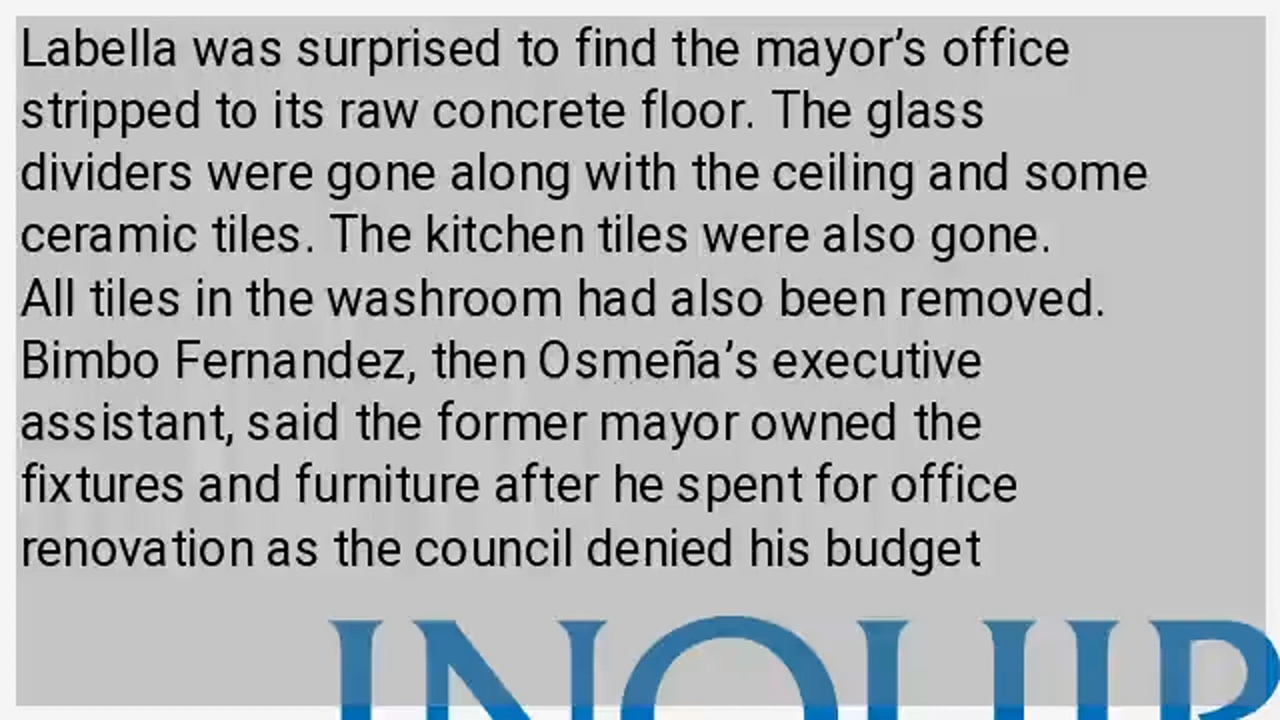 Labella was surprised to find the mayor’s office
stripped to its raw concrete floor. The glass
dividers were gone along with the ceiling and some
ceramic tiles. The kitchen tiles were also gone.
All tiles in the washroom had also been removed.
Bimbo Fernandez, then Osmeña’s executive
assistant, said the former mayor owned the
fixtures and furniture after he spent for office
renovation as the council denied his budget